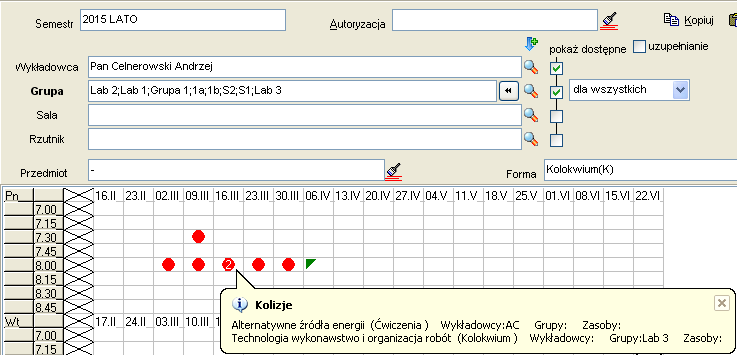 Semestr 2015 LATO Autoryzacja Kopiuj
pokaż dostępne uzupełnianie
Wykładowca Pan Celnerowski Andrzej
Grupa Lab 2;Lab 1;Grupa 1;1a;1b;S2;S1;Lab 3 dla wszystkich
Sala
Rzutnik
Przedmiot - Forma Kolokwium(K)
Pn 16.II 23.II 02.III 09.III 16.III 23.III 30.III 06.IV 13.IV 20.IV 27.IV 04.V 11.V 18.V 25.V 01.VI 08.VI 15.VI 22.VI
7.00
7.15
7.30
7.45
8.00 2
8.15
8.30
8.45
Kolizje
Alternatywne źródła energii (Ćwiczenia ) Wykładowcy:AC Grupy: Zasoby:
Technologia wykonawstwo i organizacja robót (Kolokwium ) Wykładowcy: Grupy:Lab 3 Zasoby:
Wt 17.II 24.II 03.III 10.III
7.00
7.15